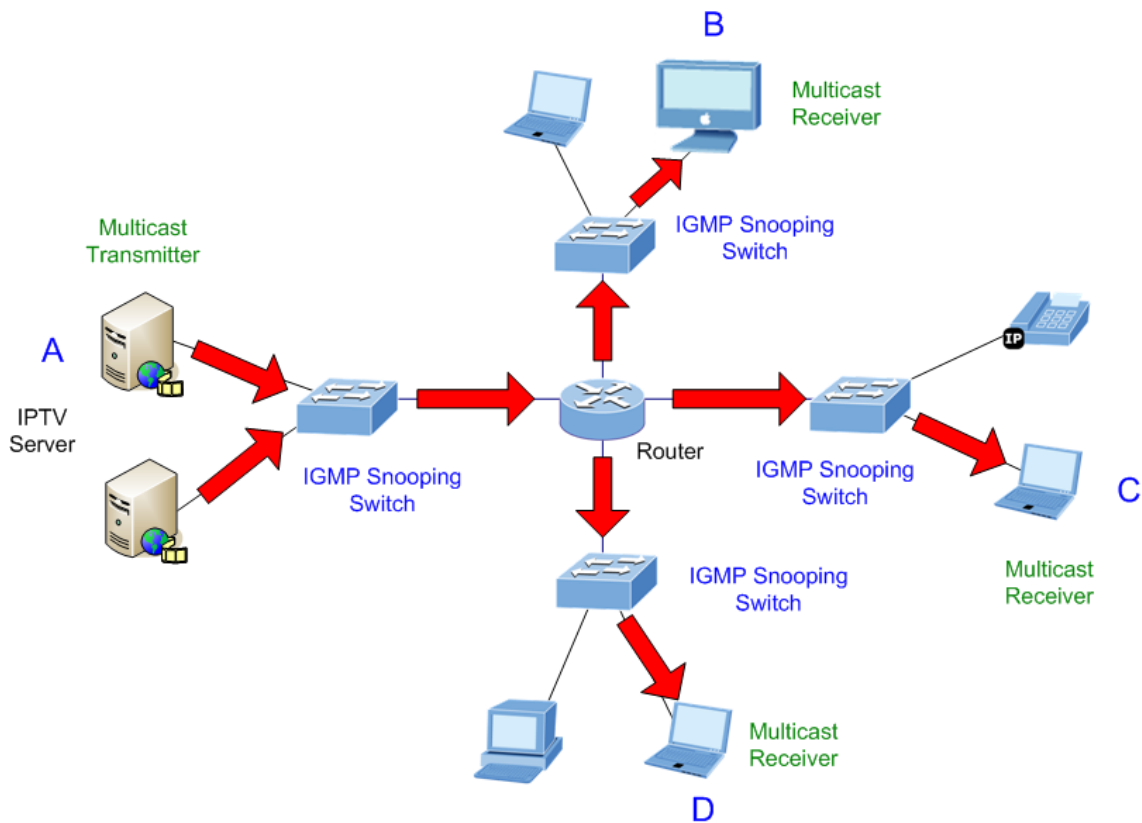 B
Multicast
Receiver
Multicast
Transmitter
IGMP Snooping
Switch
A
IPTV
Server
IP
Router
IGMP Snooping
Switch
IGMP Snooping
Switch
C
IGMP Snooping
Switch
Multicast
Receiver
Multicast
Receiver
D